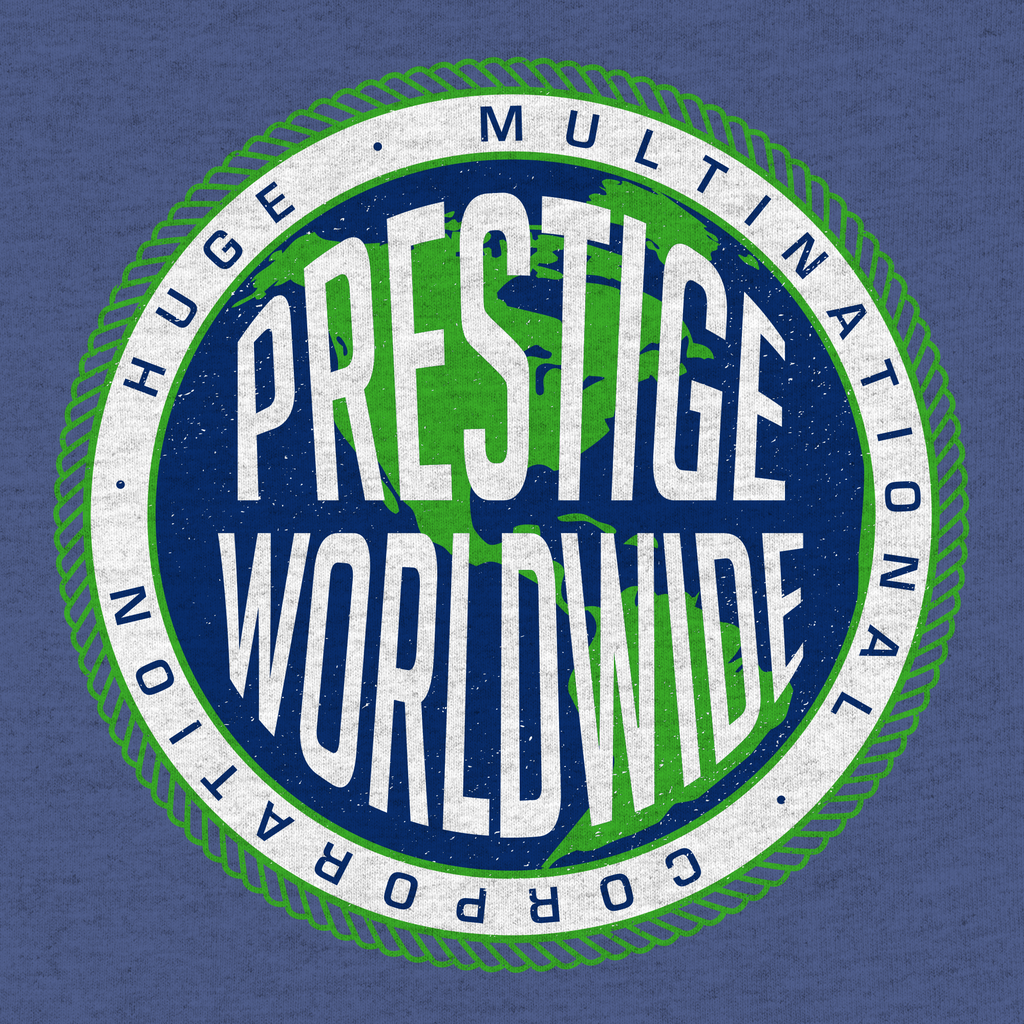 HUGE • MULTINATIONAL • CORPORATION •
PRESTIGE
WORLDWIDE